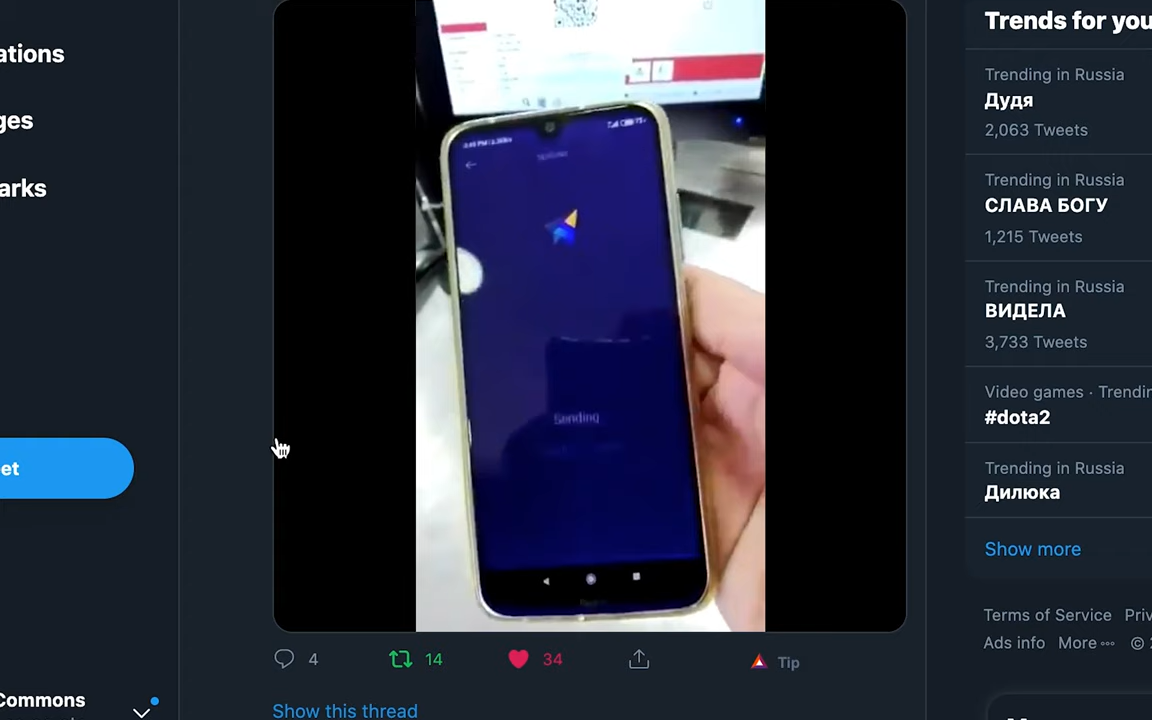 ations
ges
arks
et
Commons
Sending
4
14
34
Tip
Show this thread
Trends for you
Trending in Russia
Дудя
2,063 Tweets
Trending in Russia
СЛАВА БОГУ
1,215 Tweets
Trending in Russia
ВИДЕЛА
3,733 Tweets
Video games · Trendin
#dota2
Trending in Russia
Дилюка
Show more
Terms of Service Priv
Ads info More ··· ©